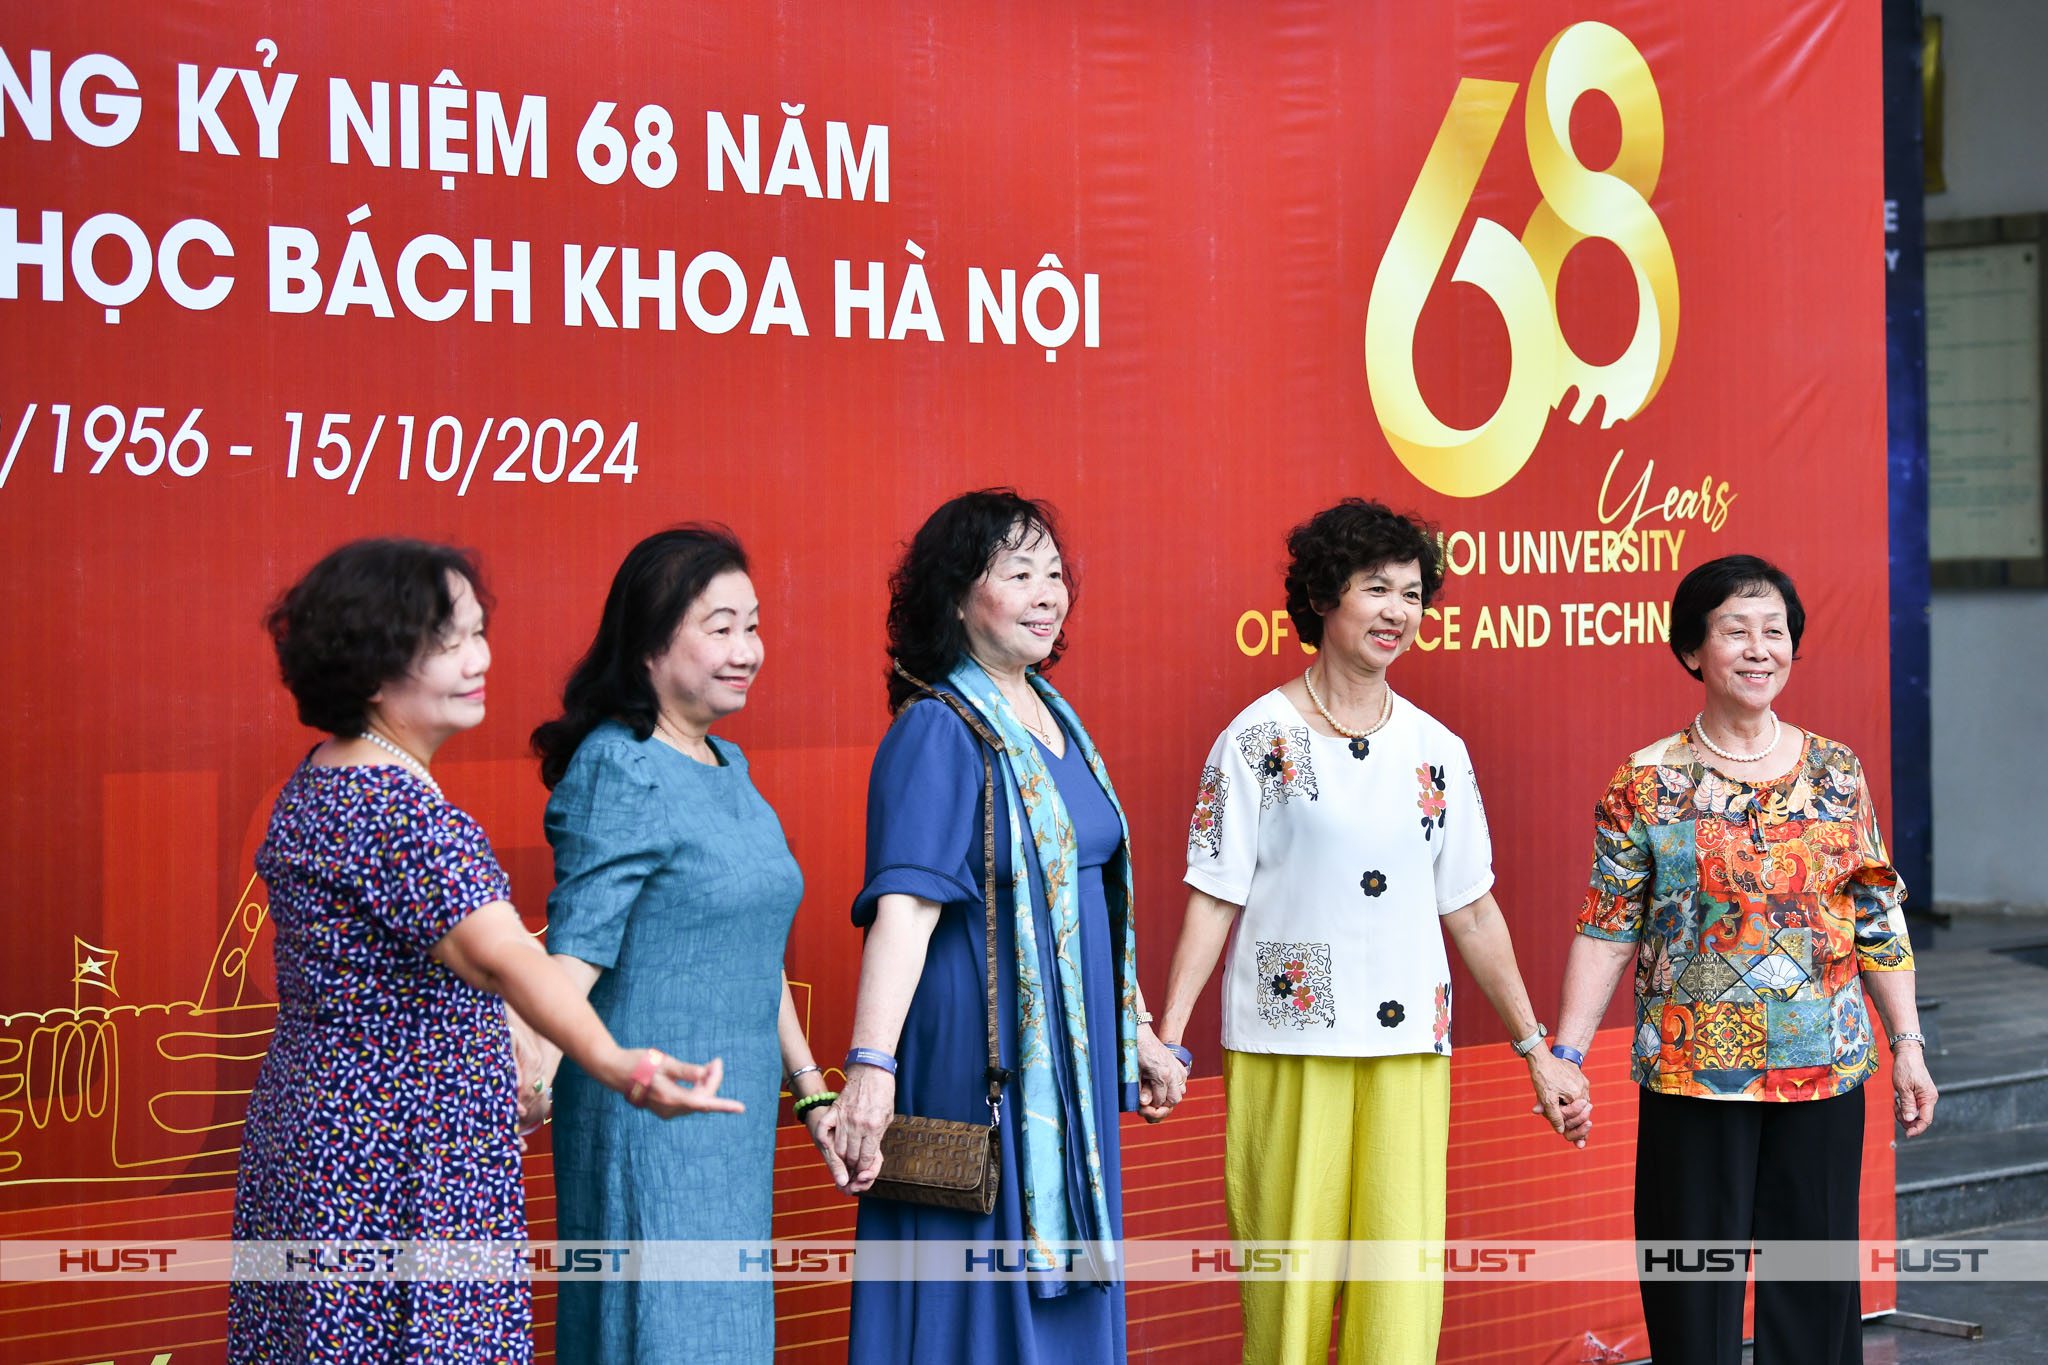 NG KỶ NIỆM 68 NĂM
HỌC BÁCH KHOA HÀ NỘI
/1956 - 15/10/2024
68
Years
NOI UNIVERSITY
OF CE AND TECHN
HUST HUST HUST HUST HUST HUST HUST HUST HUST